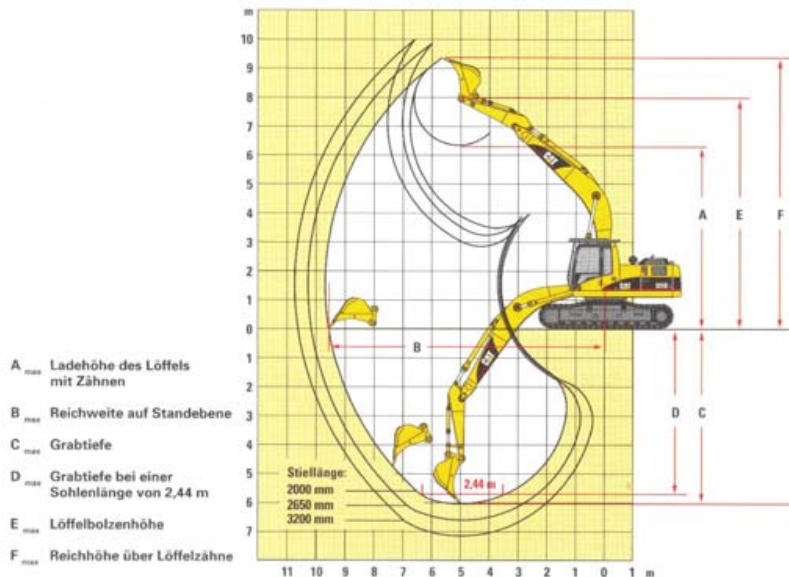 m
10
9
8
7
6
5
4
3
2
1
0
1
2
3
4
5
6
7
A
E
F
B
D
C
CAT
CAT
CAT
A max Ladehöhe des Löffels
mit Zähnen
B max Reichweite auf Standebene
C max Grabtiefe
D max Grabtiefe bei einer
Sohlenlänge von 2,44 m
E max Löffelbolzenhöhe
F max Reichhöhe über Löffelzähne
Stiellänge:
2000 mm
2650 mm
3200 mm
2,44 m
11 10 9 8 7 6 5 4 3 2 1 0 1 m